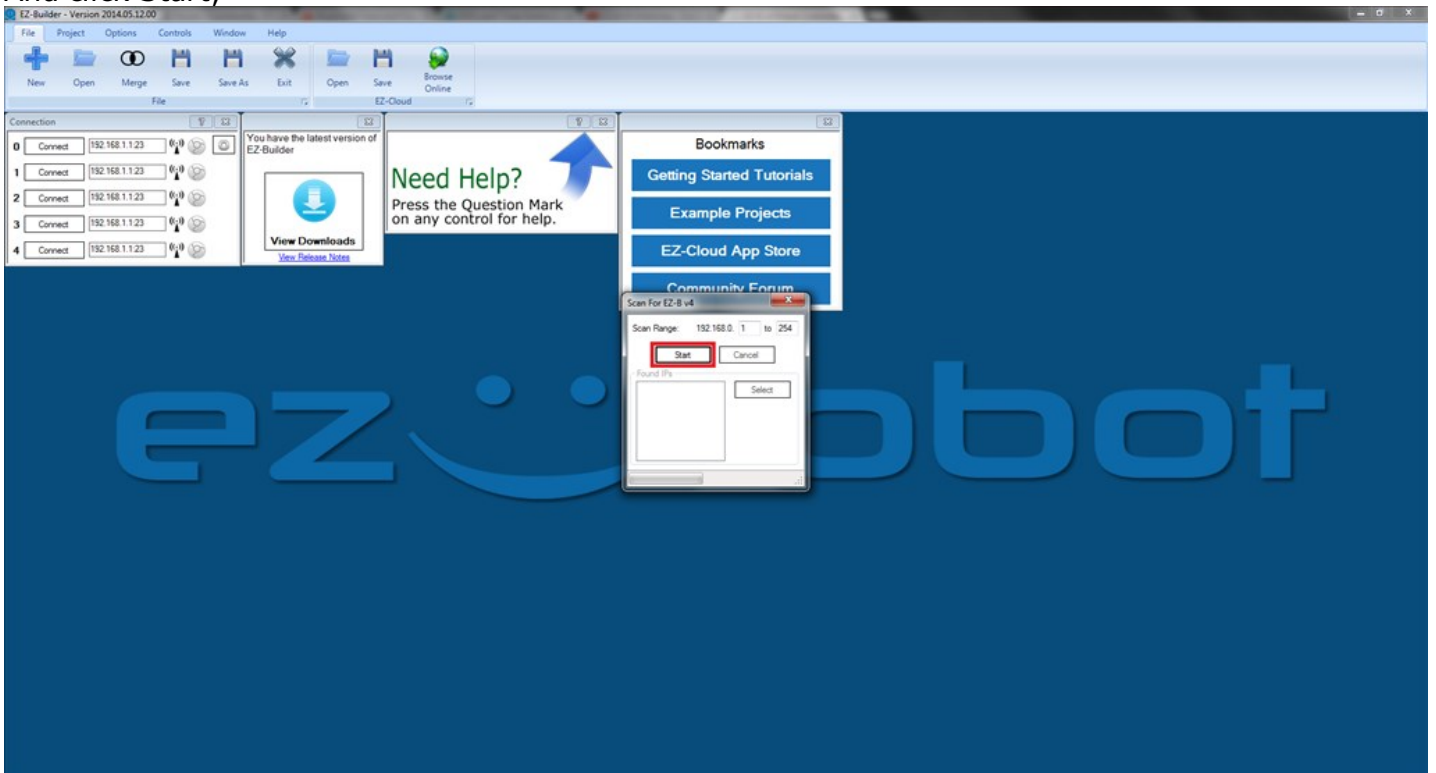 And Click Start,
EZ-Builder - Version 2014.05.12.00
File Project Options Controls Window Help
New Open Merge Save Save As Exit Open Save Browse Online
File EZ-Cloud
Connection
0 Connect 192.168.1.1:23
1 Connect 192.168.1.1:23
2 Connect 192.168.1.1:23
3 Connect 192.168.1.1:23
4 Connect 192.168.1.1:23
You have the latest version of
EZ-Builder
View Downloads
View Release Notes
Need Help?
Press the Question Mark
on any control for help.
Bookmarks
Getting Started Tutorials
Example Projects
EZ-Cloud App Store
Community Forum
Scan For EZ-B v4
Scan Range: 192.168.0. 1 to 254
Start Cancel
Found IPs
Select
ez obot